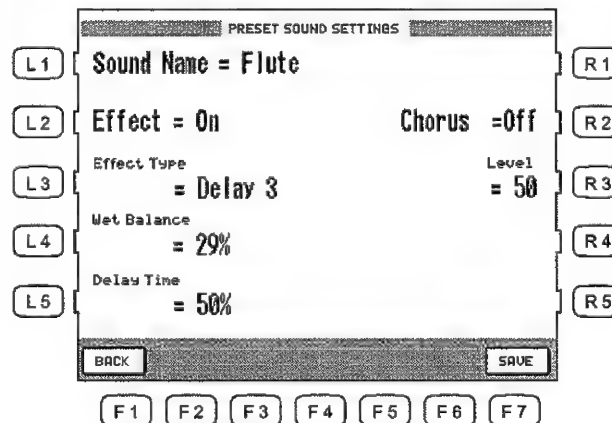 PRESET SOUND SETTINGS
L1 Sound Name = Flute R1
L2 Effect = On Chorus =Off R2
Effect Type Level
L3 = Delay 3 = 50 R3
Wet Balance
L4 = 29% R4
Delay Time
L5 = 50% R5
BACK SAVE
F1 F2 F3 F4 F5 F6 F7